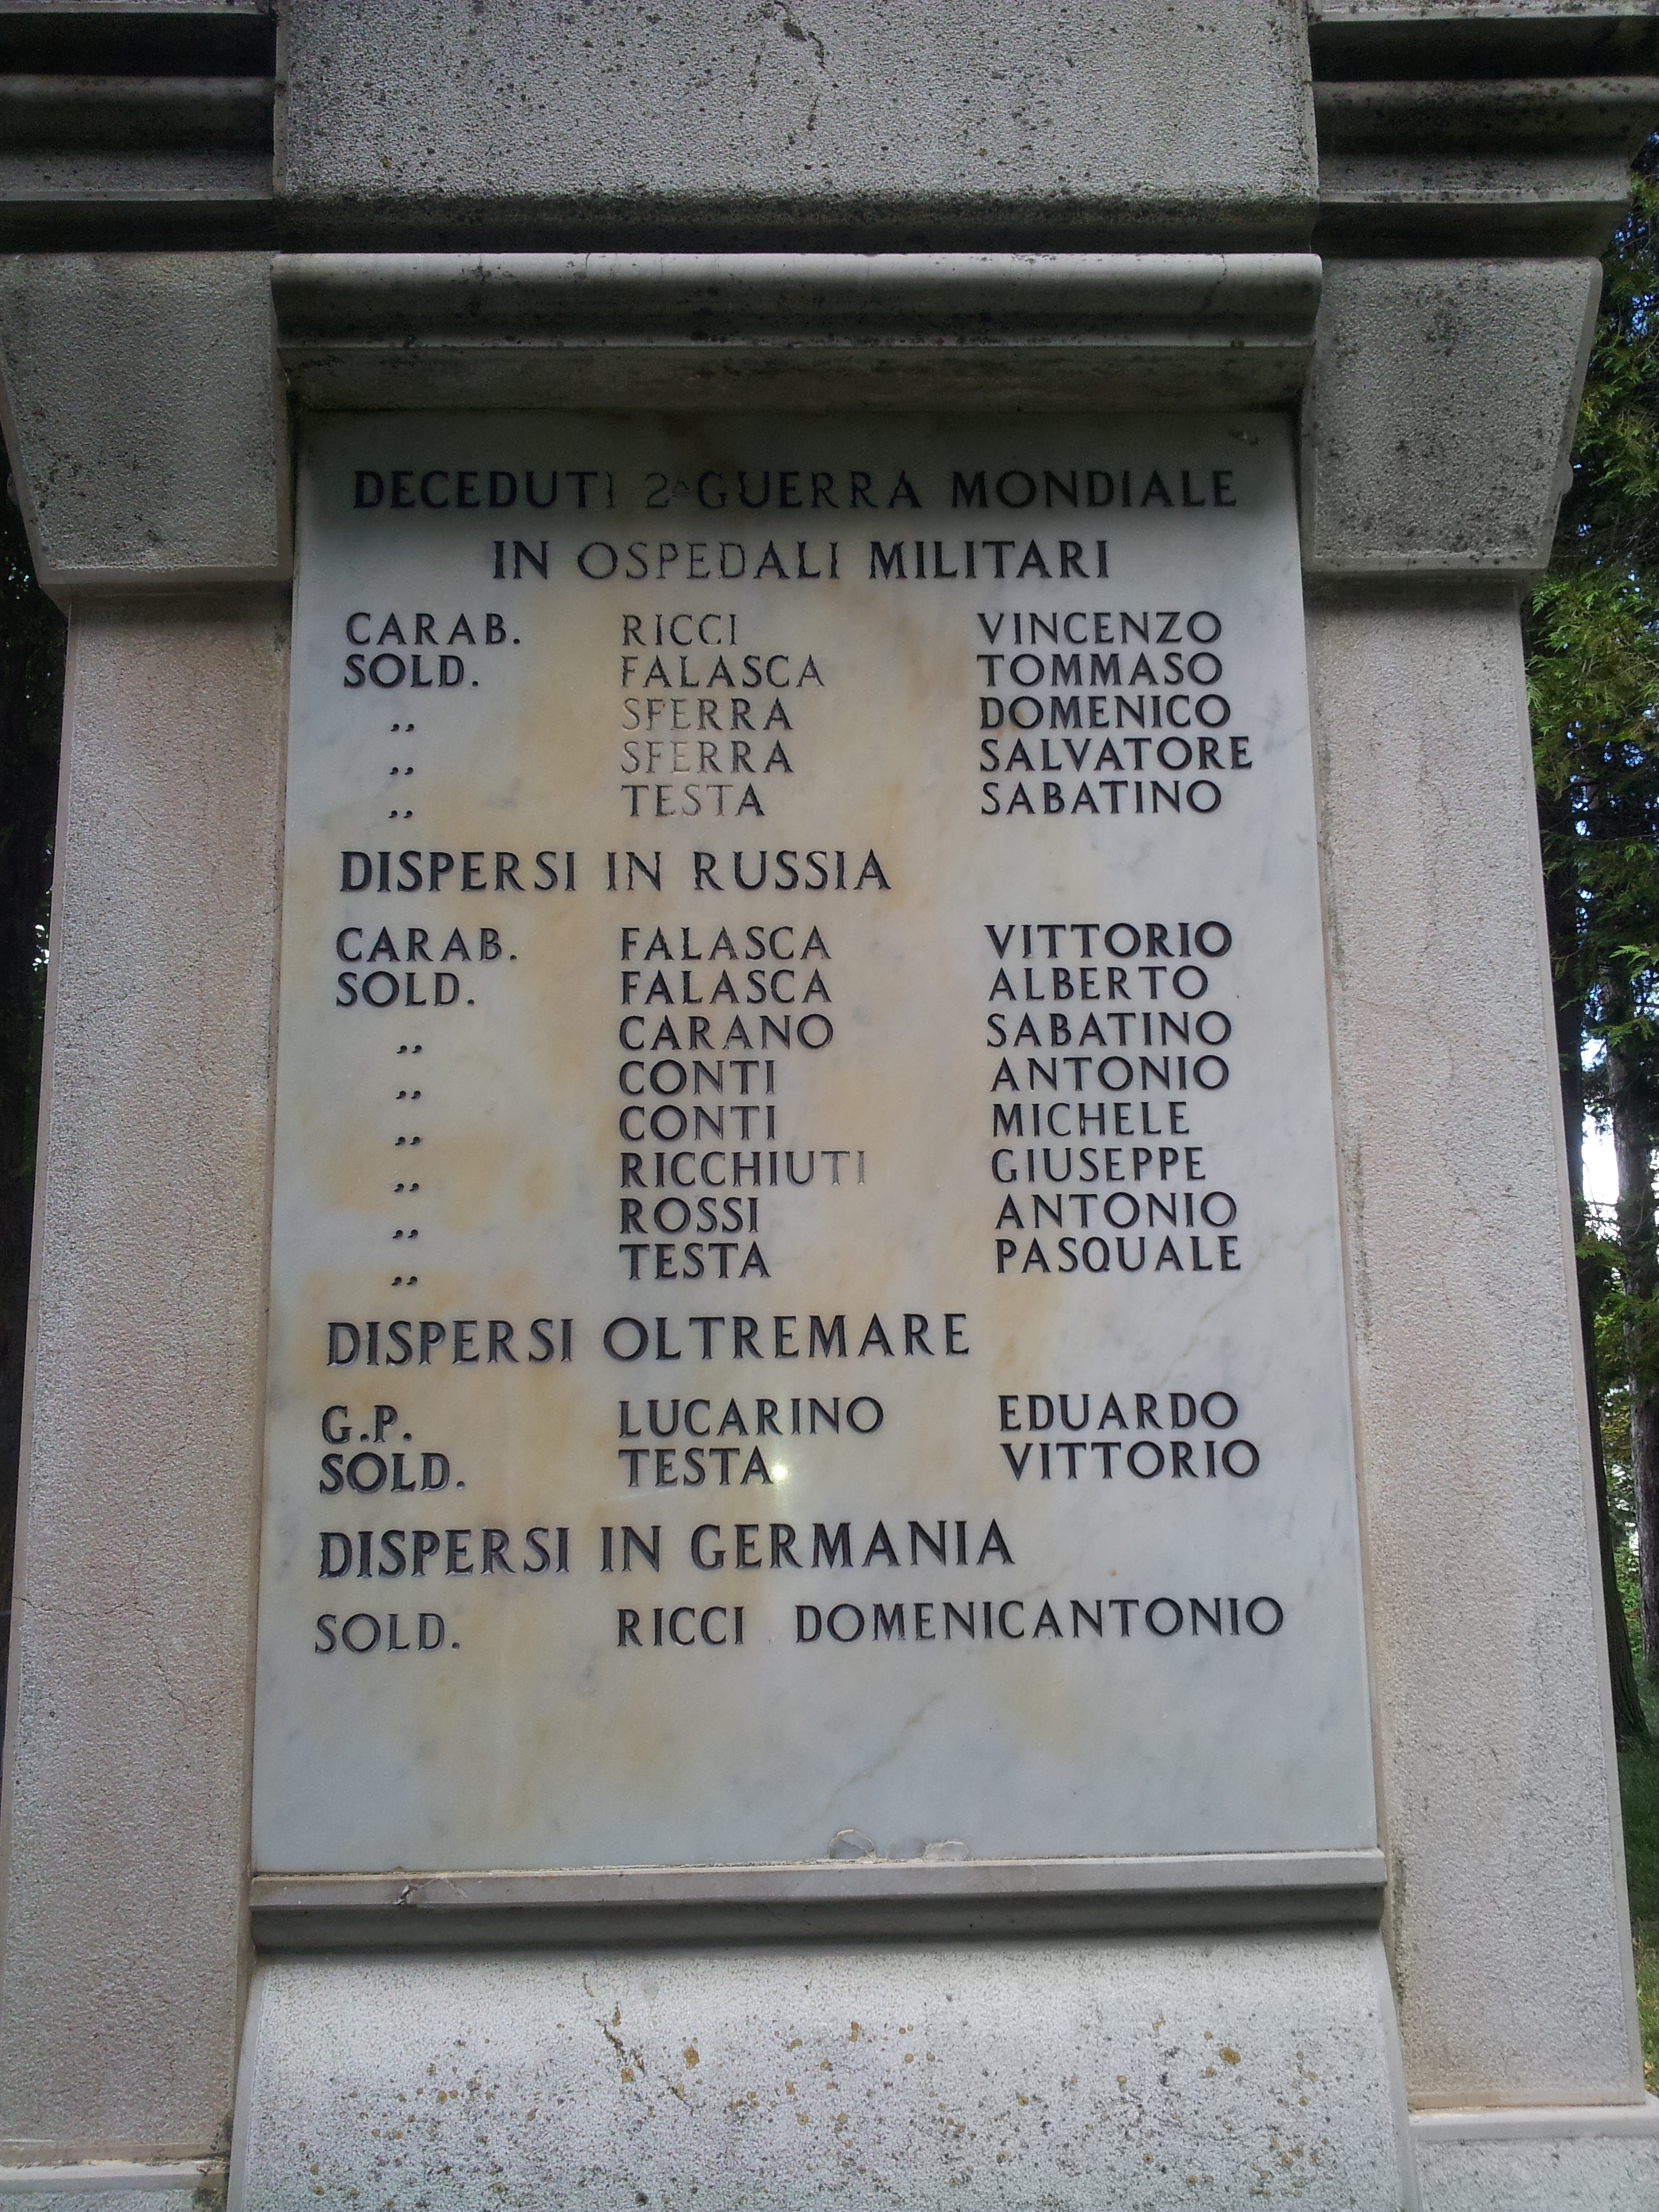 DECEDUTI 2ᴬ GUERRA MONDIALE
IN OSPEDALI MILITARI
CARAB. RICCI VINCENZO
SOLD. FALASCA TOMMASO
,, SFERRA DOMENICO
,, SFERRA SALVATORE
,, TESTA SABATINO
DISPERSI IN RUSSIA
CARAB. FALASCA VITTORIO
SOLD. FALASCA ALBERTO
,, CARANO SABATINO
,, CONTI ANTONIO
,, CONTI MICHELE
,, RICCHIUTI GIUSEPPE
,, ROSSI ANTONIO
,, TESTA PASQUALE
DISPERSI OLTREMARE
G.P. LUCARINO EDUARDO
SOLD. TESTA VITTORIO
DISPERSI IN GERMANIA
SOLD. RICCI DOMENICANTONIO